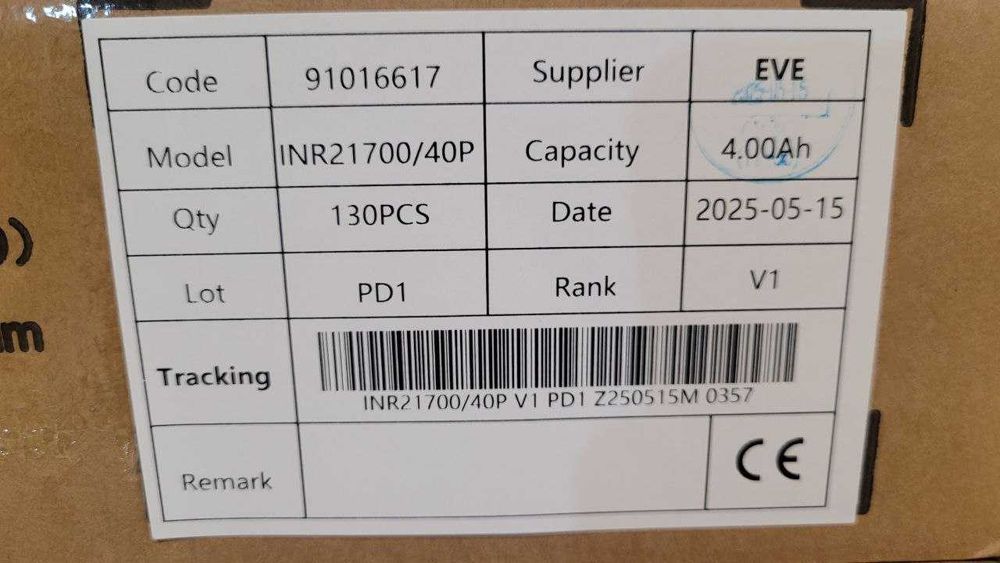 Code 91016617 Supplier EVE
Model INR21700/40P Capacity 4.00Ah
Qty 130PCS Date 2025-05-15
Lot PD1 Rank V1
Tracking
INR21700/40P V1 PD1 Z250515M 0357
Remark CE